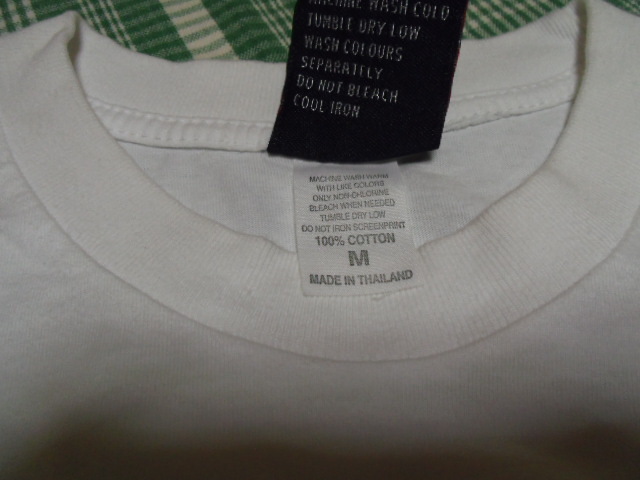 MACHINE WASH COLD
TUMBLE DRY LOW
WASH COLOURS
SEPARATELY
DO NOT BLEACH
COOL IRON
MACHINE WASH WARM
WITH LIKE COLORS
ONLY NON-CHLORINE
BLEACH WHEN NEEDED
TUMBLE DRY LOW
DO NOT IRON SCREENPRINT
100% COTTON
M
MADE IN THAILAND